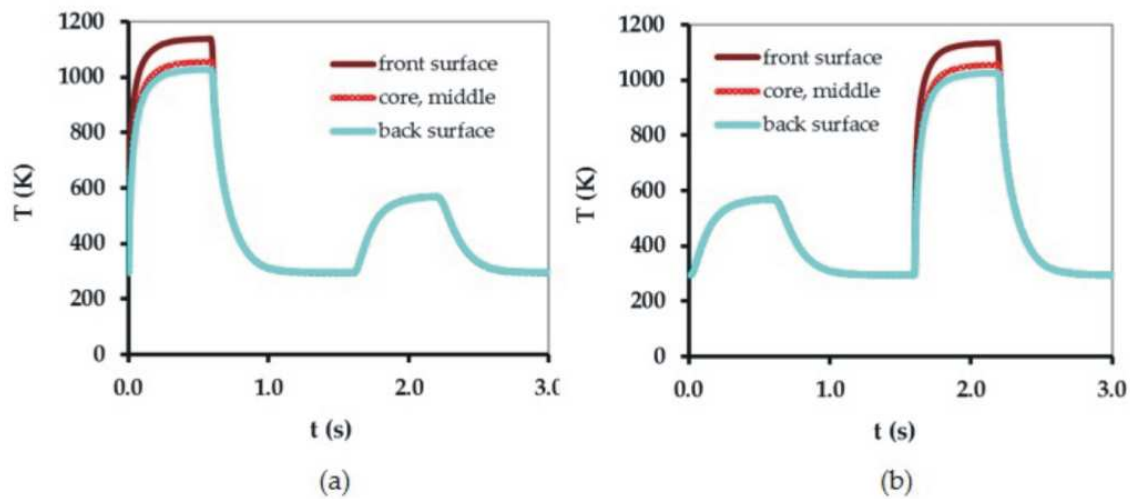 1200
1000
800
600
400
200
0
T (K)
front surface
core, middle
back surface
0.0 1.0 2.0 3.0
t (s)
(a)
1200
1000
800
600
400
200
0
T (K)
front surface
core, middle
back surface
0.0 1.0 2.0 3.0
t (s)
(b)